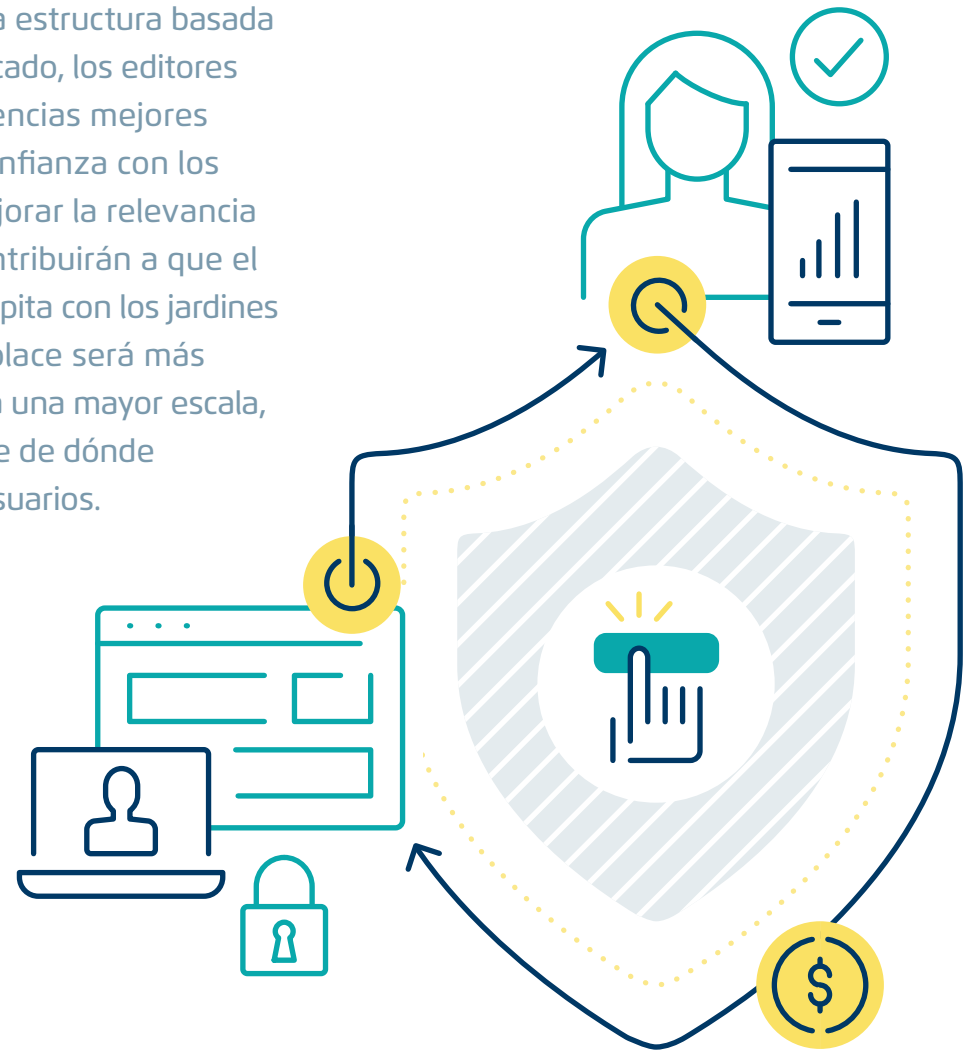 a estructura basada
cado, los editores
encias mejores
nfianza con los
jorar la relevancia
ntribuirán a que el
pita con los jardines
place será más
a una mayor escala,
e de dónde
suarios.
$